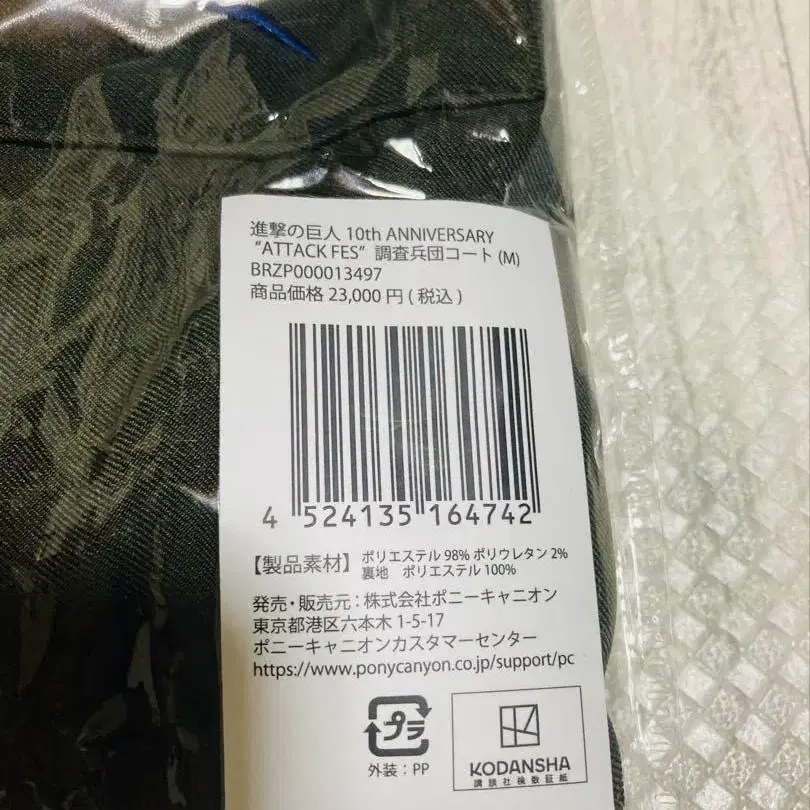 進撃の巨人 10th ANNIVERSARY
“ATTACK FES” 調査兵団コート (M)
BRZP000013497
商品価格 23,000 円 ( 税込 )
4 524135 164742
【製品素材】 ポリエステル 98% ポリウレタン 2%
裏地 ポリエステル 100%
発売・販売元：株式会社ポニーキャニオン
東京都港区六本木 1-5-17
ポニーキャニオンカスタマーセンター
https://www.ponycanyon.co.jp/support/pc
プラ
外装：PP
KODANSHA
講談社検数証紙